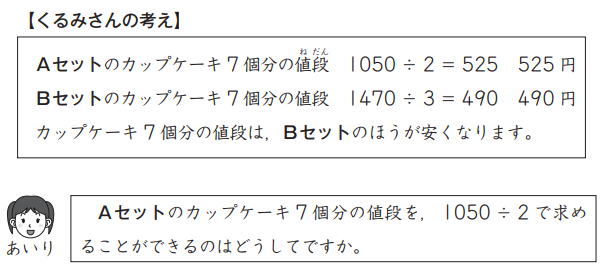 【くるみさんの考え】
ねだん
Aセットのカップケーキ7個分の値段 1050÷2=525 525円
Bセットのカップケーキ7個分の値段 1470÷3=490 490円
カップケーキ7個分の値段は，Bセットのほうが安くなります。
Aセットのカップケーキ7個分の値段を，1050÷2で求め
ることができるのはどうしてですか。
あいり